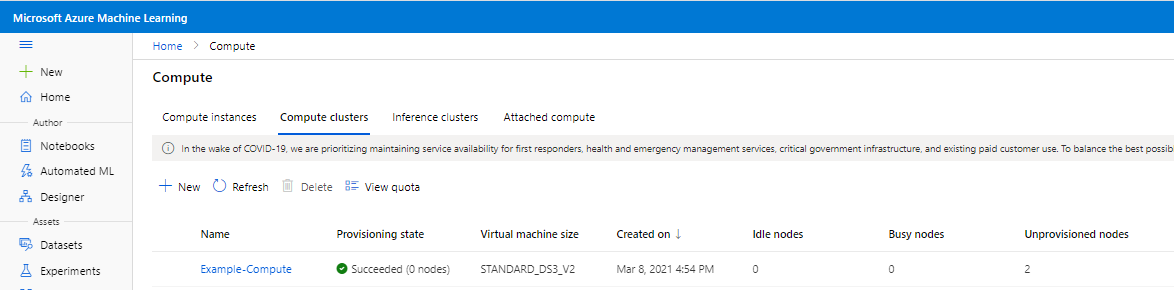 Microsoft Azure Machine Learning
Home > Compute
New
Home
Author
Notebooks
Automated ML
Designer
Assets
Datasets
Experiments
Compute
Compute instances Compute clusters Inference clusters Attached compute
In the wake of COVID-19, we are prioritizing maintaining service availability for first responders, health and emergency management services, critical government infrastructure, and existing paid customer use. To balance the best possib
New Refresh Delete View quota
Name Provisioning state Virtual machine size Created on ↓ Idle nodes Busy nodes Unprovisioned nodes
Example-Compute Succeeded (0 nodes) STANDARD_DS3_V2 Mar 8, 2021 4:54 PM 0 0 2